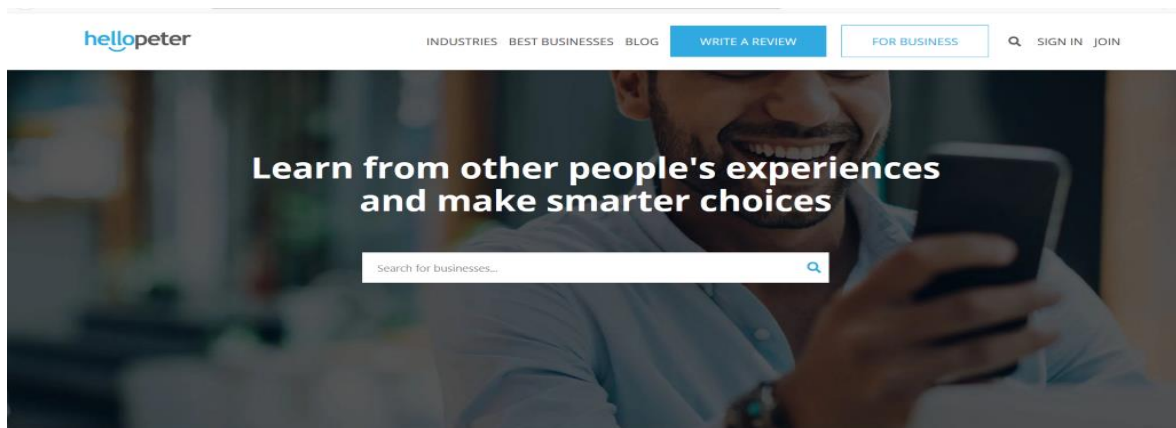 hellopeter
INDUSTRIES BEST BUSINESSES BLOG WRITE A REVIEW FOR BUSINESS SIGN IN JOIN
Learn from other people's experiences
and make smarter choices
Search for businesses...